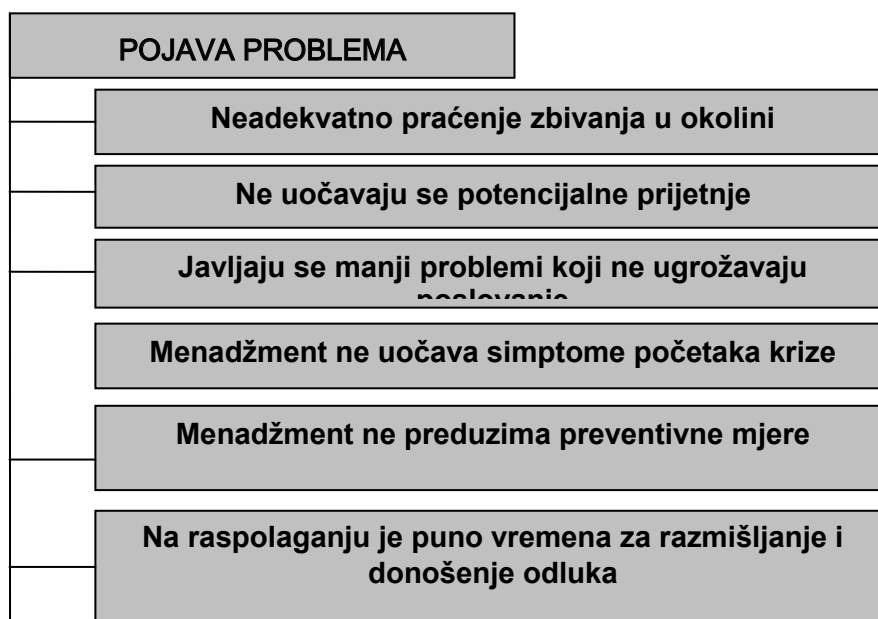 POJAVA PROBLEMA
Neadekvatno praćenje zbivanja u okolini
Ne uočavaju se potencijalne prijetnje
Javljaju se manji problemi koji ne ugrožavaju
poslovanje
Menadžment ne uočava simptome početaka krize
Menadžment ne preduzima preventivne mjere
Na raspolaganju je puno vremena za razmišljanje i
donošenje odluka